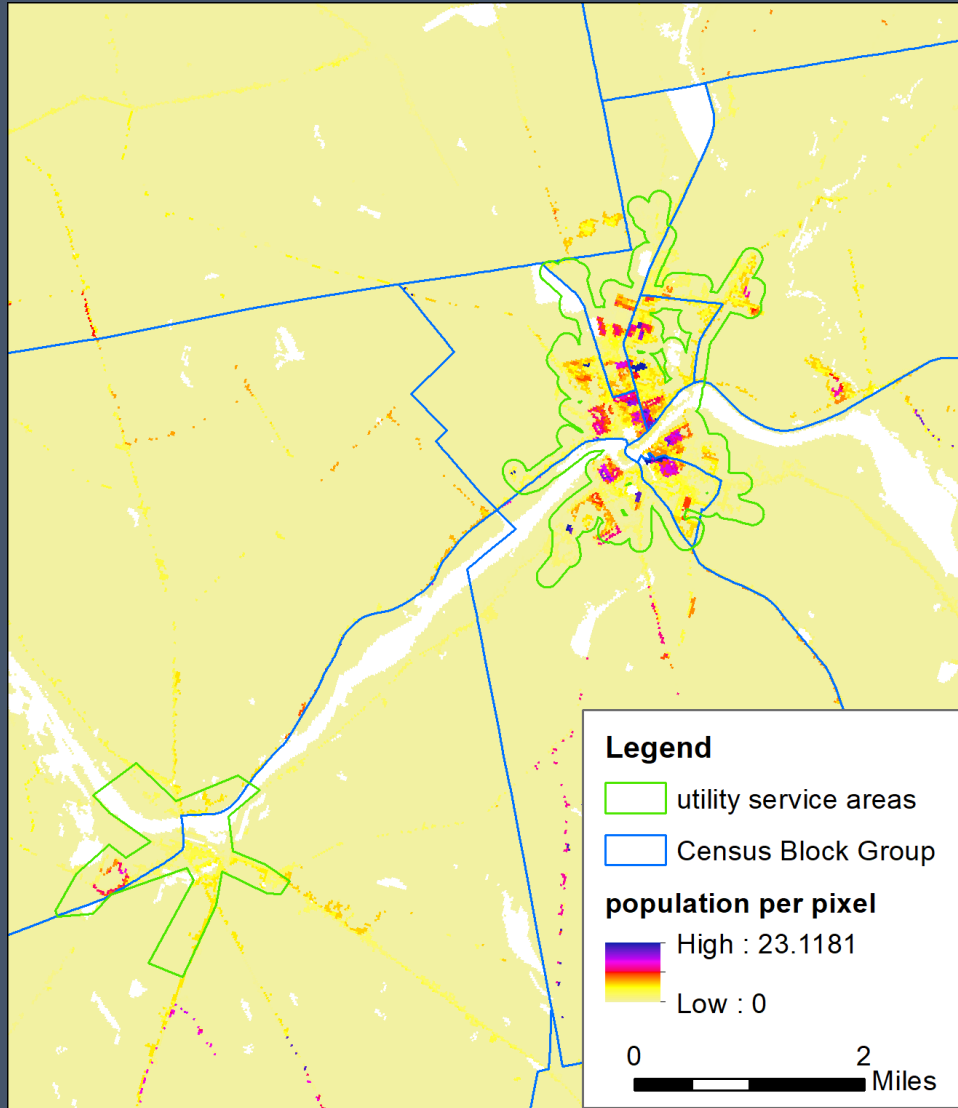 Legend
utility service areas
Census Block Group
population per pixel
High : 23.1181
Low : 0
0 2
Miles